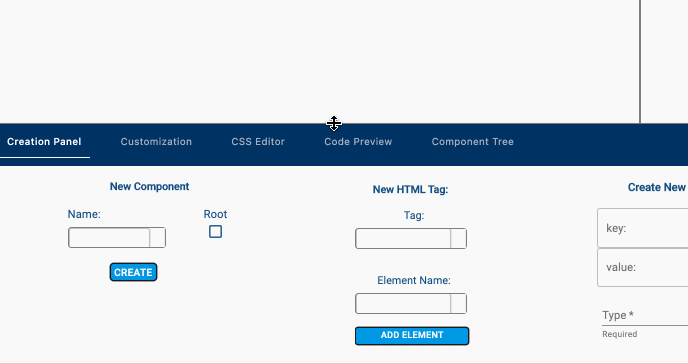 Creation Panel Customization CSS Editor Code Preview Component Tree
New Component
Name: Root
CREATE
New HTML Tag:
Tag:
Element Name:
ADD ELEMENT
Create New
key:
value:
Type *
Required